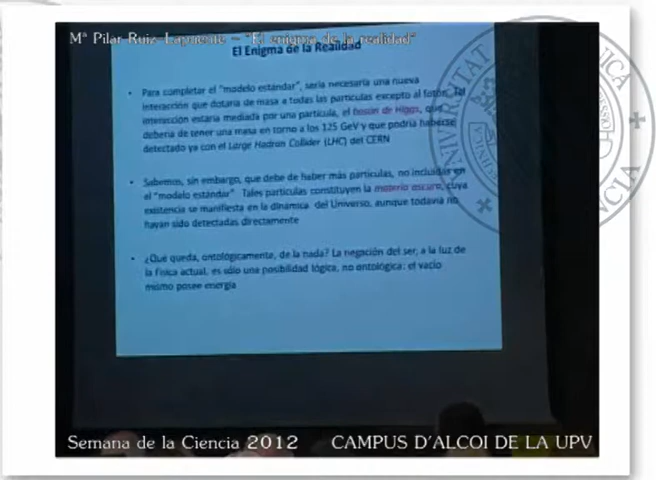 Mª Pilar Ruiz-Lapuente - "El enigma de la realidad"
El Enigma de la Realidad
• Para completar el "modelo estándar", sería necesaria una nueva
interacción que dotaría de masa a todas las partículas excepto al fotón. Tal
interacción estaría mediada por una partícula, el bosón de Higgs, que
debería de tener una masa en torno a los 125 GeV y que podría haberse
detectado ya con el Large Hadron Collider (LHC) del CERN
• Sabemos, sin embargo, que debe de haber más partículas, no incluidas en
el "modelo estándar". Tales partículas constituyen la materia oscura, cuya
existencia se manifiesta en la dinámica del Universo, aunque todavía no
hayan sido detectadas directamente
• ¿Qué queda, ontológicamente, de la nada? La negación del ser, a la luz de
la física actual, es sólo una posibilidad lógica, no ontológica: el vacío
mismo posee energía
Semana de la Ciencia 2012 CAMPUS D'ALCOI DE LA UPV